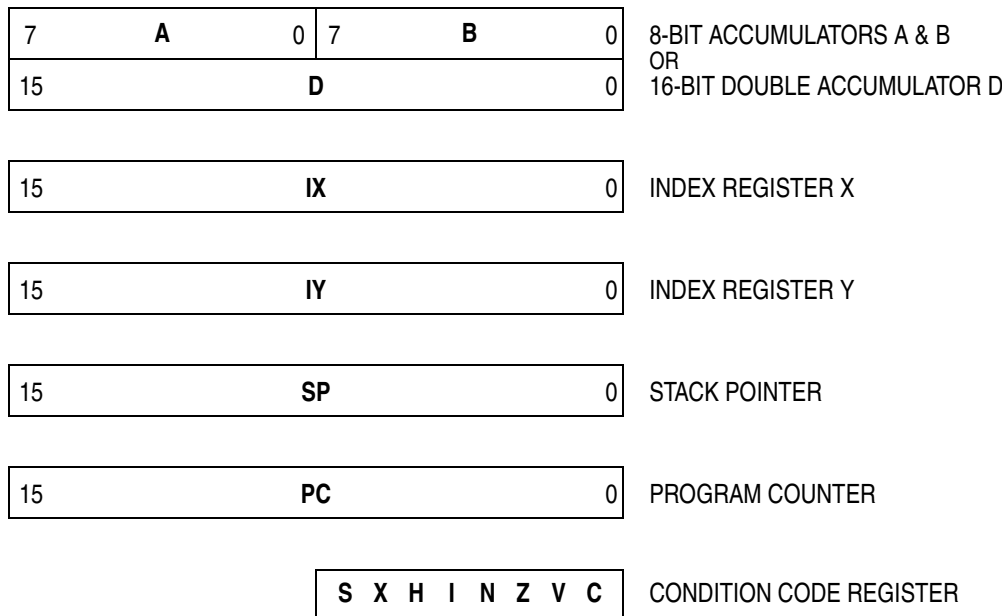 7 A 0 7 B 0 8-BIT ACCUMULATORS A & B
OR
15 D 0 16-BIT DOUBLE ACCUMULATOR D
15 IX 0 INDEX REGISTER X
15 IY 0 INDEX REGISTER Y
15 SP 0 STACK POINTER
15 PC 0 PROGRAM COUNTER
S X H I N Z V C CONDITION CODE REGISTER